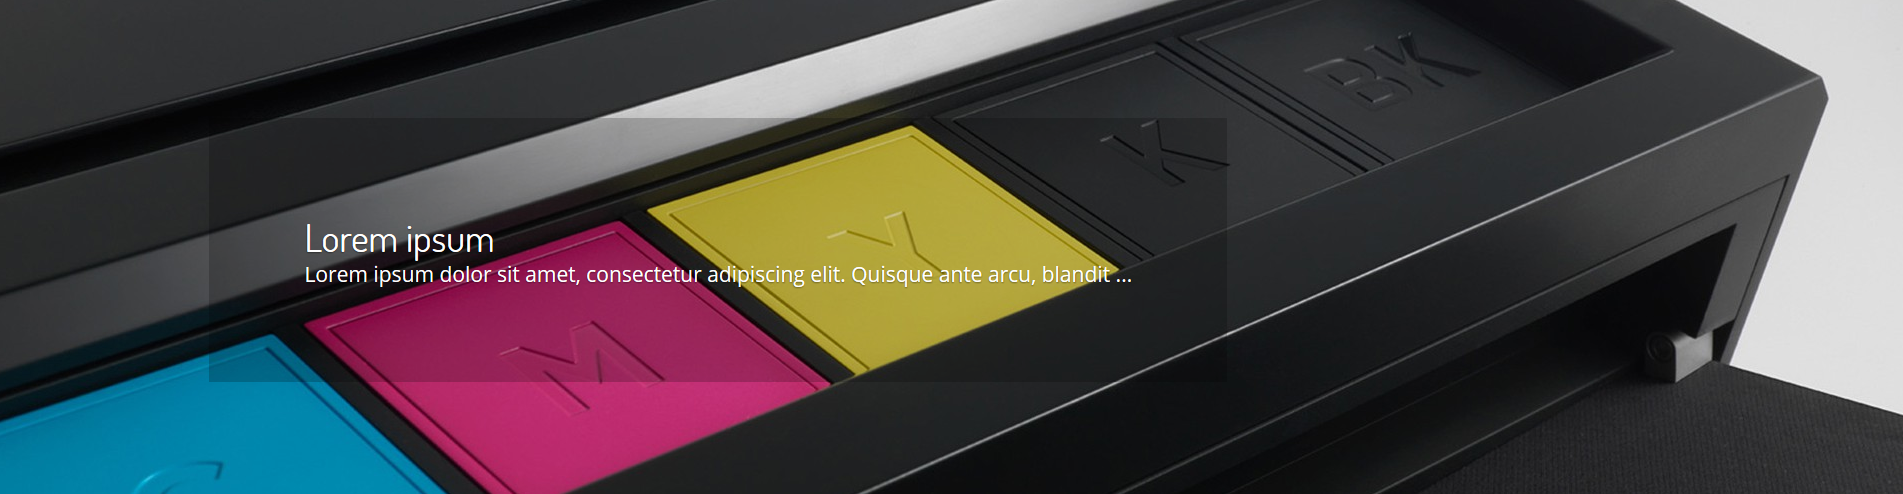 BK
K
Y
Lorem ipsum
Lorem ipsum dolor sit amet, consectetur adipiscing elit. Quisque ante arcu, blandit ...
M
C